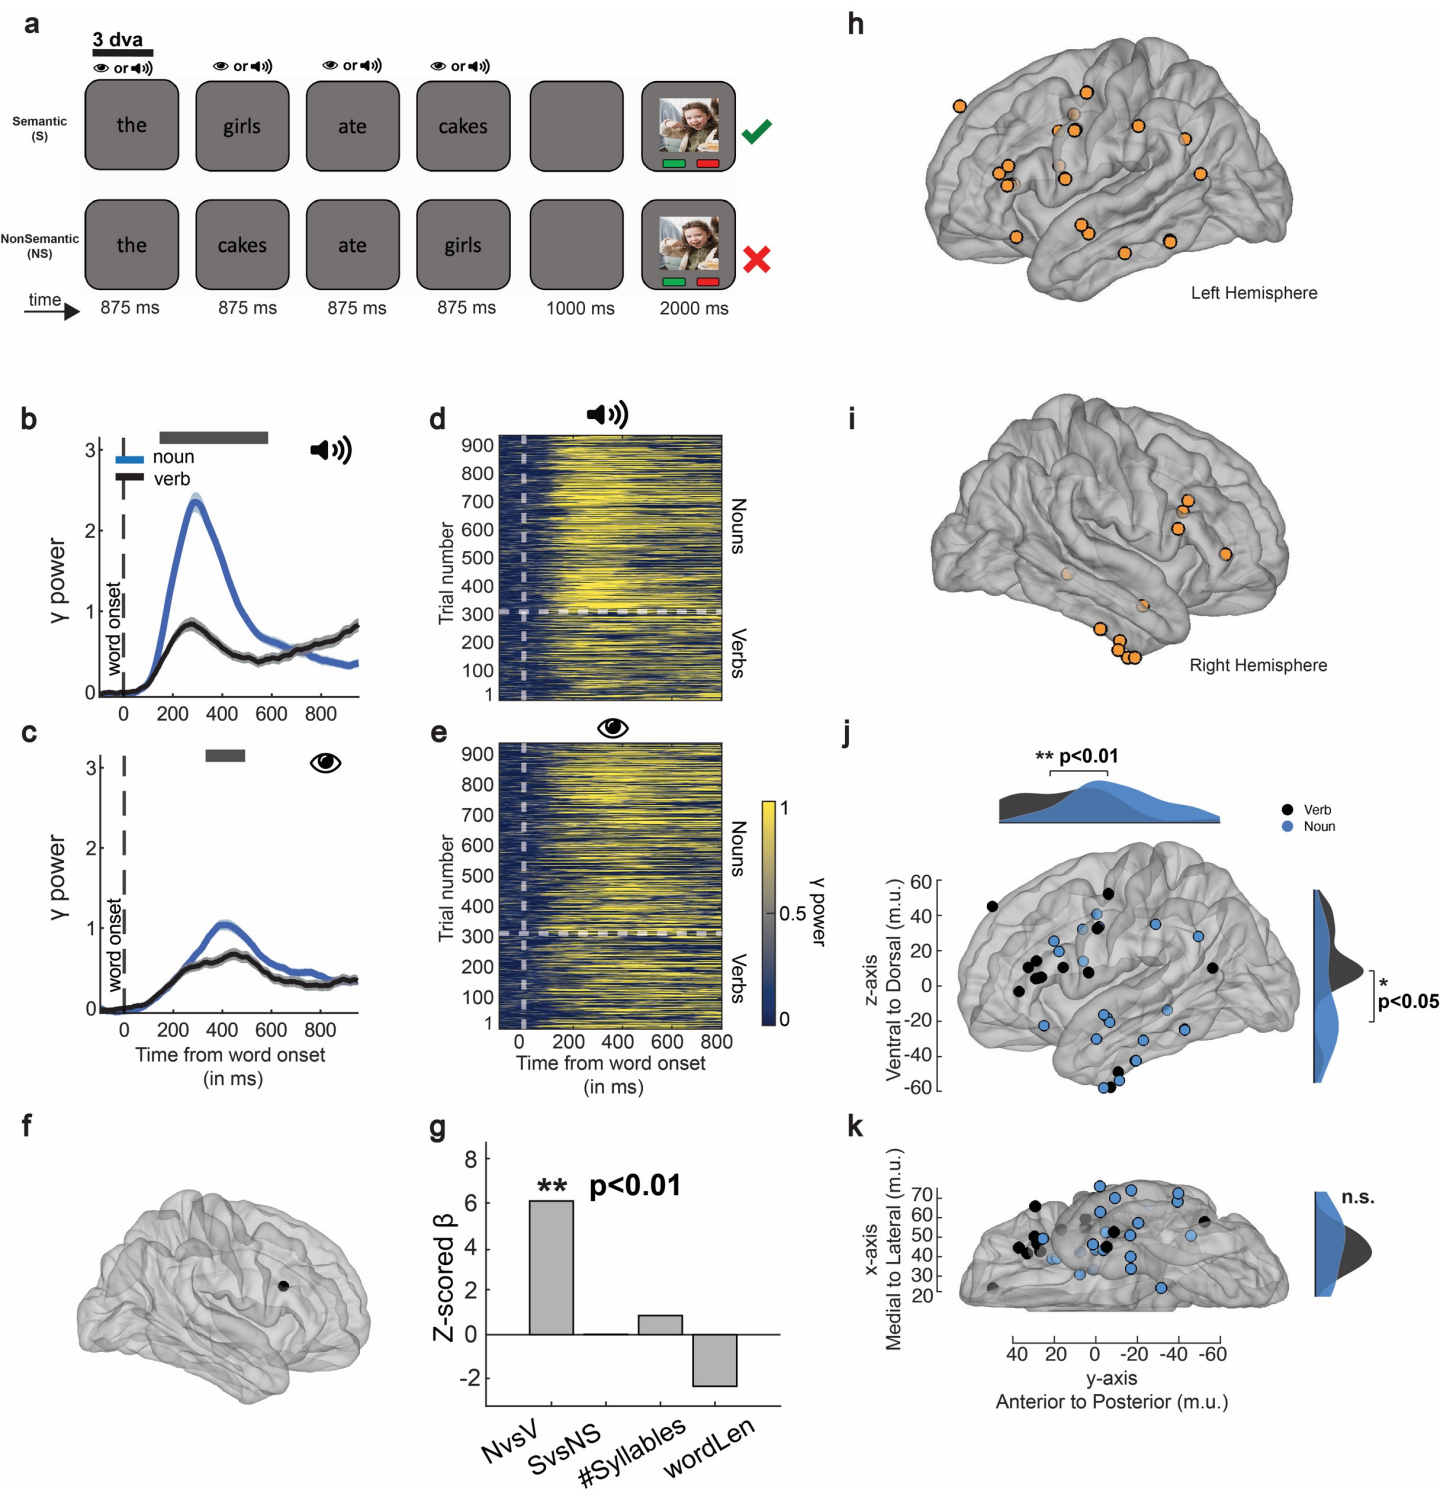 a
3 dva
or
or
or
or
Semantic
(S)
the
girls
ate
cakes
NonSemantic
(NS)
the
cakes
ate
girls
time
875 ms
875 ms
875 ms
875 ms
1000 ms
2000 ms
h
Left Hemisphere
b
noun
verb
γ power
word onset
3
2
1
0
0 200 400 600 800
c
γ power
word onset
3
2
1
0
0 200 400 600 800
Time from word onset
(in ms)
d
Trial number
900
800
700
600
500
400
300
200
100
1
Nouns
Verbs
e
Trial number
900
800
700
600
500
400
300
200
100
1
Nouns
Verbs
0 200 400 600 800
Time from word onset
(in ms)
1
0.5
0
γ power
i
Right Hemisphere
j
** p<0.01
Verb
Noun
z-axis
Ventral to Dorsal (m.u.)
60
40
20
0
-20
-40
-60
*
p<0.05
f
g
Z-scored β
8
6
4
2
0
-2
** p<0.01
NvsV
SvsNS
#Syllables
wordLen
k
x-axis
Medial to Lateral (m.u.)
70
60
50
40
30
20
n.s.
40 20 0 -20 -40 -60
y-axis
Anterior to Posterior (m.u.)